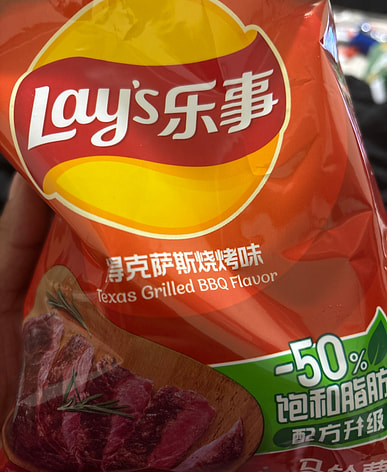 Lay's乐事
得克萨斯烧烤味
Texas Grilled BBQ Flavor
-50%
饱和脂肪
配方升级